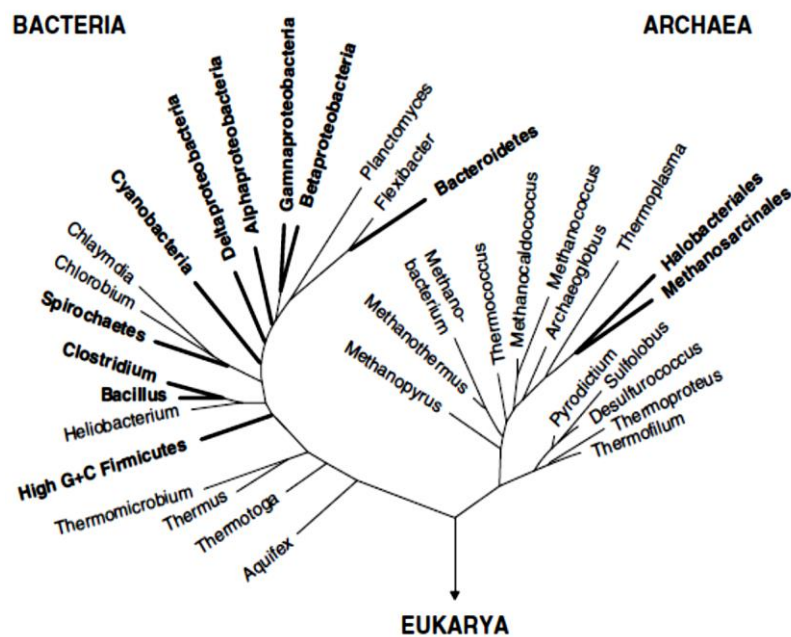 BACTERIA
ARCHAEA
Aquifex
Thermotoga
Thermus
Thermomicrobium
High G+C Firmicutes
Heliobacterium
Bacillus
Clostridium
Spirochaetes
Chlorobium
Chlaymdia
Cyanobacteria
Deltaproteobacteria
Alphaproteobacteria
Gamnaproteobacteria
Betaproteobacteria
Planctomyces
Flexibacter
Bacteroidetes
Methanopyrus
Methanothermus
Methano-
bacterium
Thermococcus
Methanocaldococcus
Methanococcus
Archaeoglobus
Thermoplasma
Halobacteriales
Methanosarcinales
Pyrodictium
Sulfolobus
Desulfurococcus
Thermoproteus
Thermofilum
EUKARYA